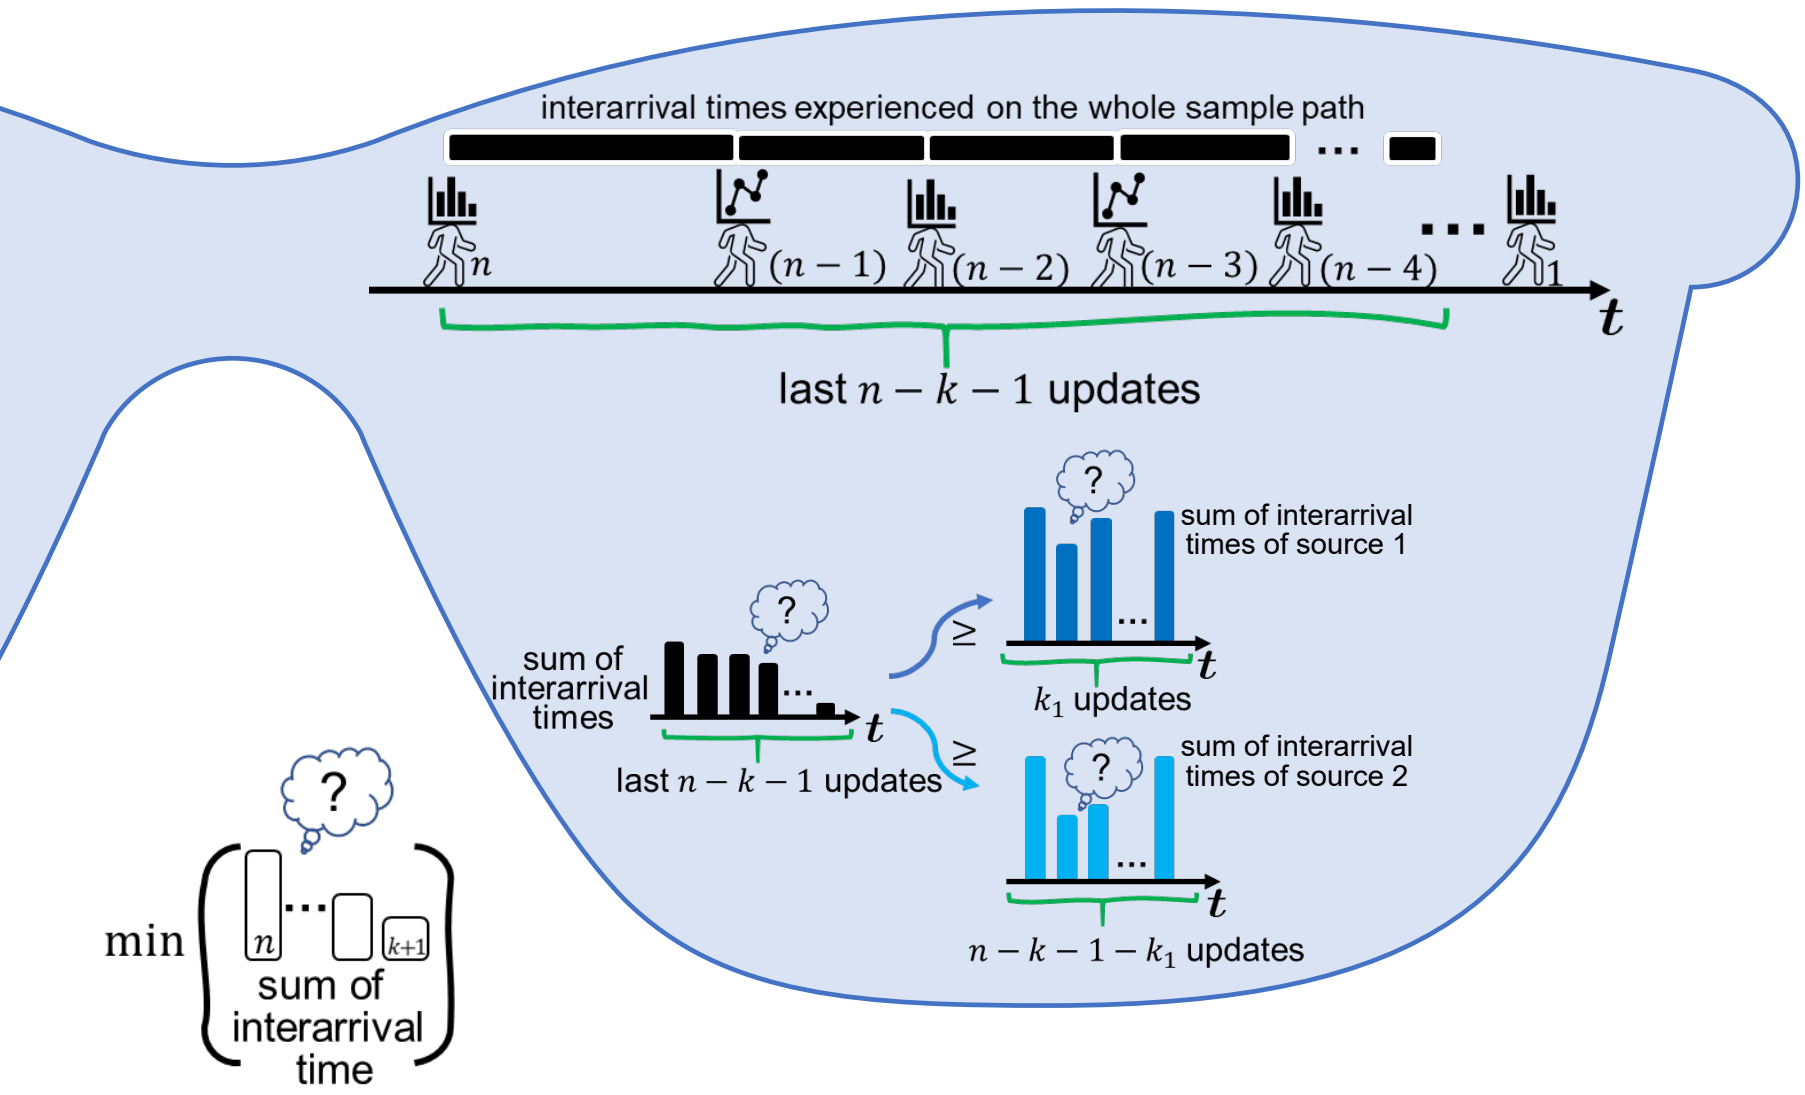 interarrival times experienced on the whole sample path
...
n
(n − 1)
(n − 2)
(n − 3)
(n − 4)
...
1
t
last n − k − 1 updates
?
sum of interarrival
times of source 1
...
≥
t
k₁ updates
?
sum of
interarrival
times
...
t
last n − k − 1 updates
≥
?
sum of interarrival
times of source 2
...
t
n − k − 1 − k₁ updates
?
min
n
...
k+1
sum of
interarrival
time